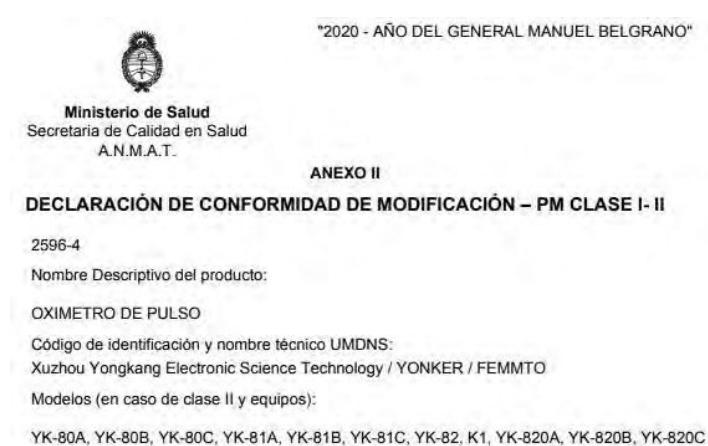 "2020 - AÑO DEL GENERAL MANUEL BELGRANO"
Ministerio de Salud
Secretaria de Calidad en Salud
A.N.M.A.T.
ANEXO II
DECLARACIÓN DE CONFORMIDAD DE MODIFICACIÓN – PM CLASE I- II
2596-4
Nombre Descriptivo del producto:
OXIMETRO DE PULSO
Código de identificación y nombre técnico UMDNS:
Xuzhou Yongkang Electronic Science Technology / YONKER / FEMMTO
Modelos (en caso de clase II y equipos):
YK-80A, YK-80B, YK-80C, YK-81A, YK-81B, YK-81C, YK-82, K1, YK-820A, YK-820B, YK-820C